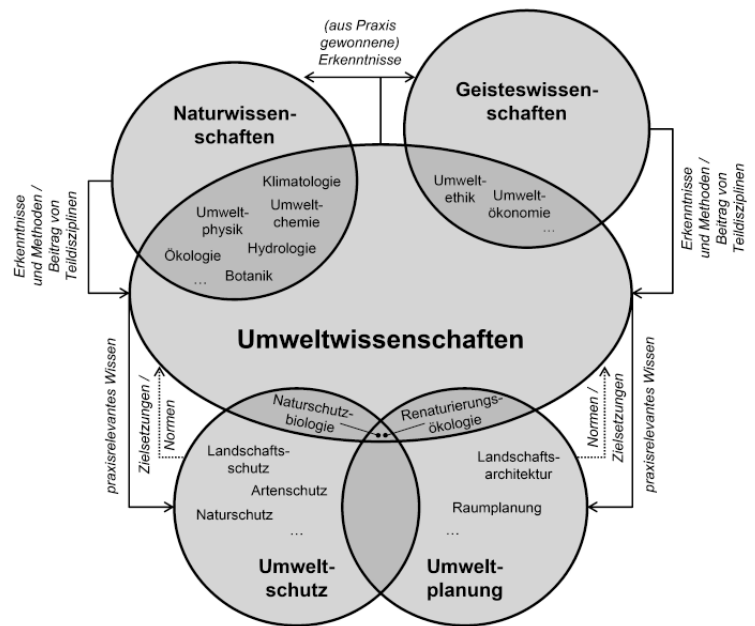 (aus Praxis
gewonnene)
Erkenntnisse
Naturwissen-
schaften
Geisteswissen-
schaften
Klimatologie
Umwelt-
chemie
Umwelt-
physik
Hydrologie
Ökologie
Botanik
...
Umwelt-
ethik
Umwelt-
ökonomie
...
Erkenntnisse
und Methoden /
Beitrag von
Teildisziplinen
Erkenntnisse
und Methoden /
Beitrag von
Teildisziplinen
Umweltwissenschaften
praxisrelevantes Wissen
Zielsetzungen /
Normen
Normen /
Zielsetzungen
praxisrelevantes Wissen
Naturschutz-
biologie
Renaturierungs-
ökologie
Landschafts-
schutz
Artenschutz
Naturschutz
...
Landschafts-
architektur
Raumplanung
...
Umwelt-
schutz
Umwelt-
planung